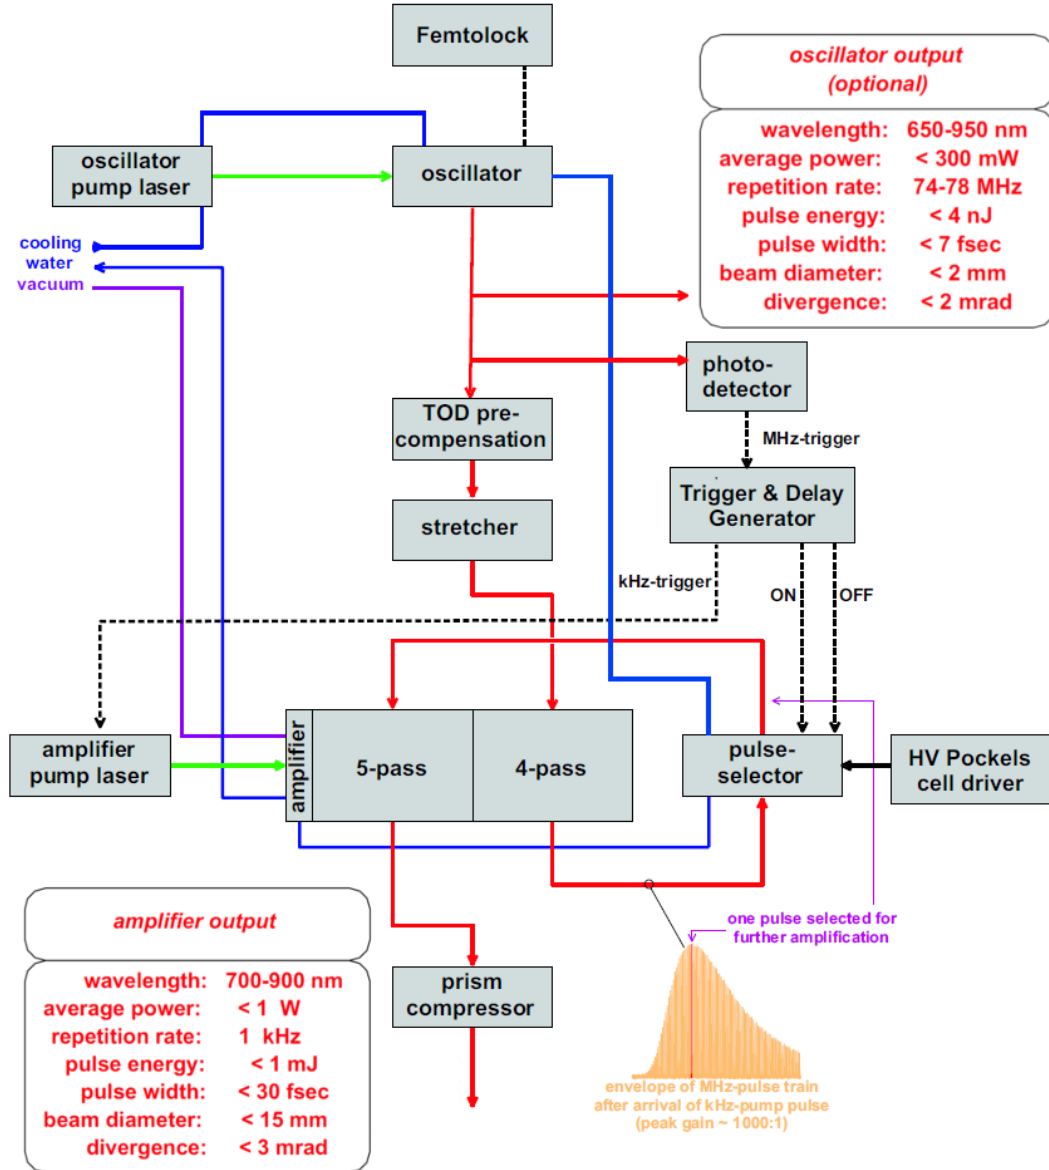 Femtolock
oscillator output
(optional)
wavelength: 650-950 nm
average power: < 300 mW
repetition rate: 74-78 MHz
pulse energy: < 4 nJ
pulse width: < 7 fsec
beam diameter: < 2 mm
divergence: < 2 mrad
oscillator
pump laser
oscillator
cooling
water
vacuum
photo-
detector
TOD pre-
compensation
MHz-trigger
Trigger & Delay
Generator
stretcher
kHz-trigger
ON
OFF
amplifier
pump laser
amplifier
5-pass
4-pass
pulse-
selector
HV Pockels
cell driver
one pulse selected for
further amplification
amplifier output
wavelength: 700-900 nm
average power: < 1 W
repetition rate: 1 kHz
pulse energy: < 1 mJ
pulse width: < 30 fsec
beam diameter: < 15 mm
divergence: < 3 mrad
prism
compressor
envelope of MHz-pulse train
after arrival of kHz-pump pulse
(peak gain ~ 1000:1)